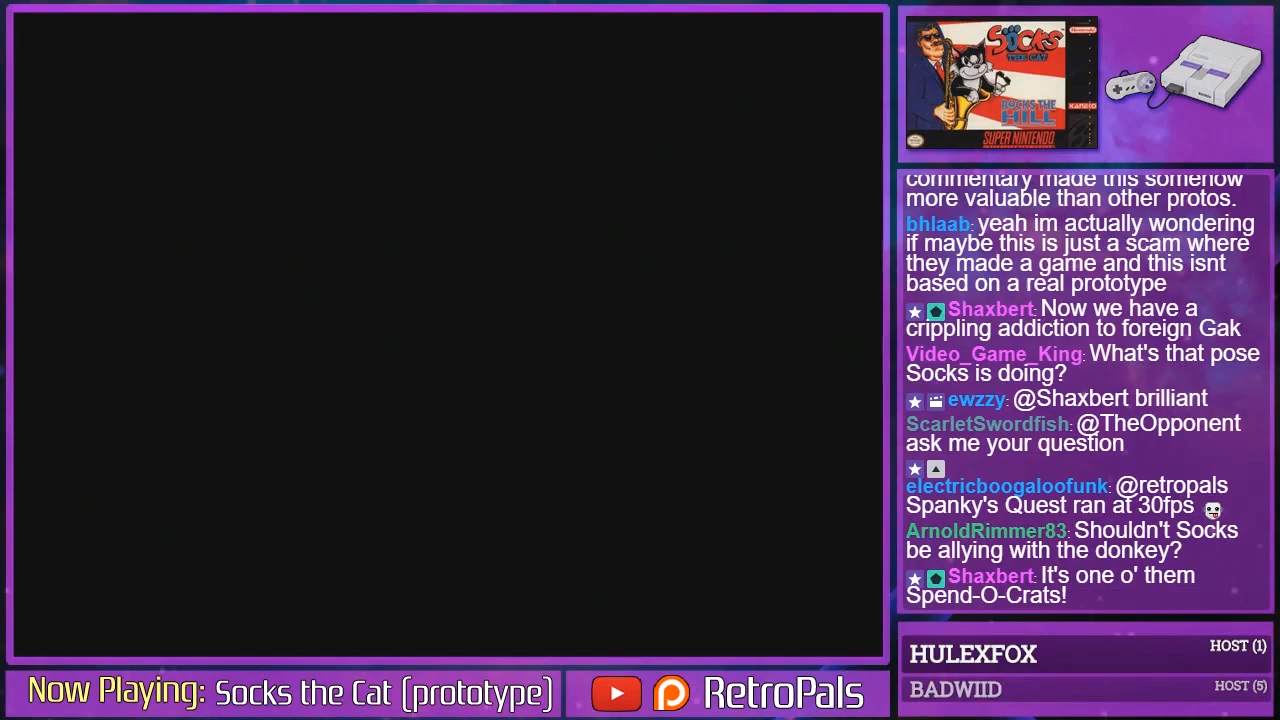 SOCKS
THE CAT
ROCKS THE
HILL
Nintendo
KANEKO
SUPER NINTENDO
commentary made this somehow
more valuable than other protos.
bhlaab: yeah im actually wondering
if maybe this is just a scam where
they made a game and this isnt
based on a real prototype
Shaxbert: Now we have a
crippling addiction to foreign Gak
Video_Game_King: What's that pose
Socks is doing?
ewzzy: @Shaxbert brilliant
ScarletSwordfish: @TheOpponent
ask me your question
electricboogaloofunk: @retropals
Spanky's Quest ran at 30fps
ArnoldRimmer83: Shouldn't Socks
be allying with the donkey?
Shaxbert: It's one o' them
Spend-O-Crats!
HULEXFOX HOST (1)
BADWIID HOST (5)
Now Playing: Socks the Cat (prototype)
RetroPals